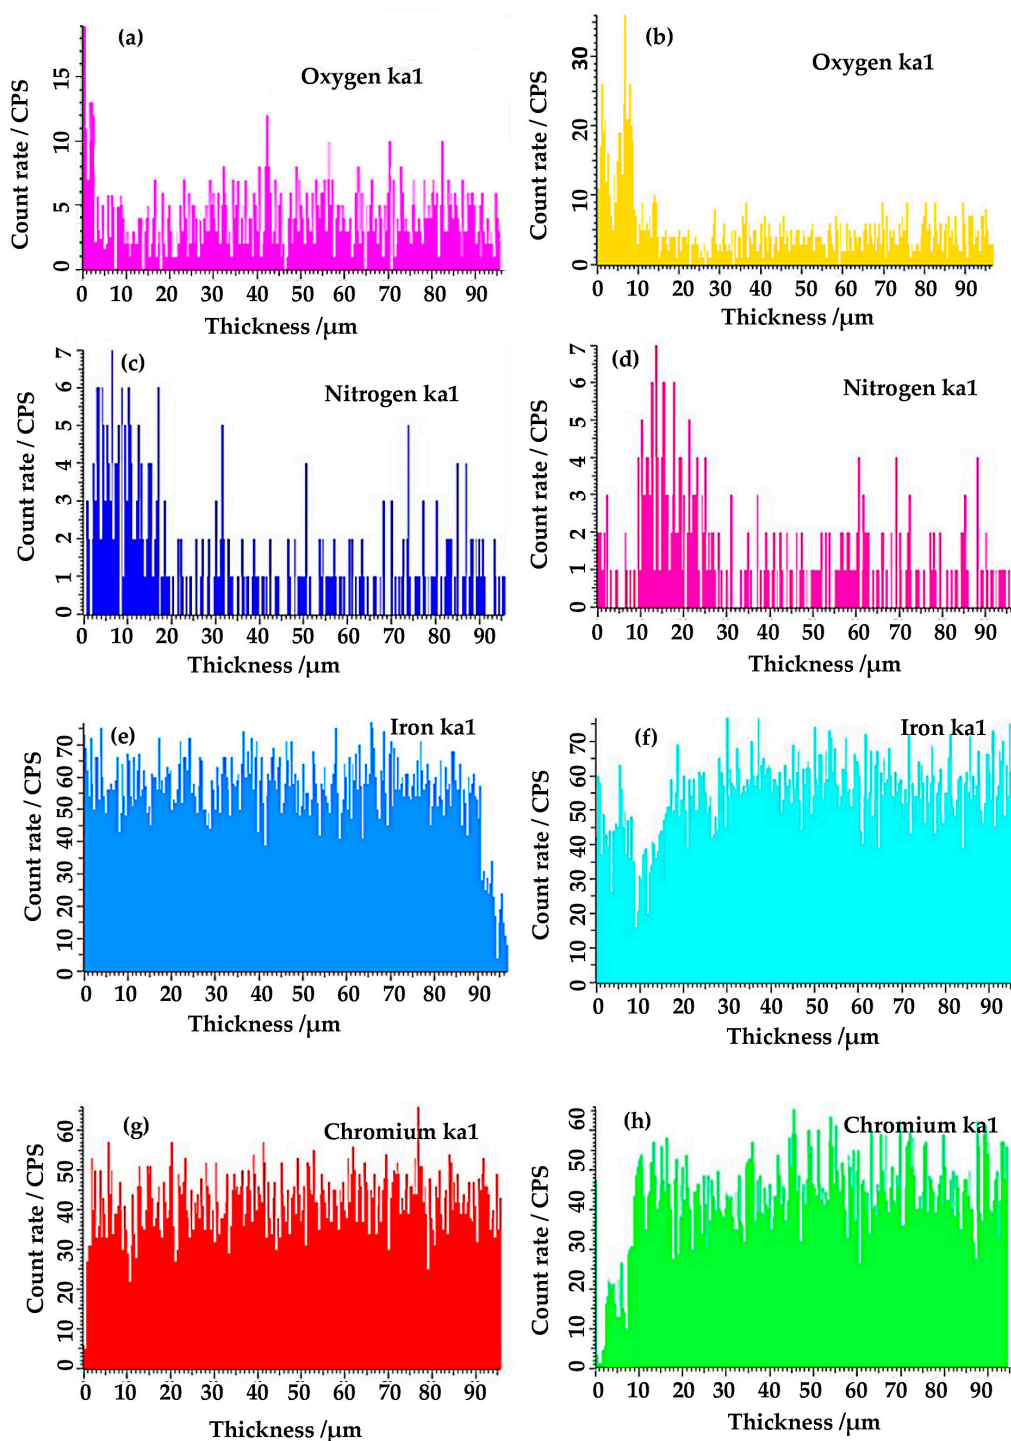 (a)
Oxygen ka1
Count rate / CPS
0 5 10 15
0 10 20 30 40 50 60 70 80 90
Thickness /µm
(b)
Oxygen ka1
Count rate / CPS
0 10 20 30
0 10 20 30 40 50 60 70 80 90
Thickness /µm
(c)
Nitrogen ka1
Count rate / CPS
0 1 2 3 4 5 6 7
0 10 20 30 40 50 60 70 80 90
Thickness /µm
(d)
Nitrogen ka1
Count rate / CPS
0 1 2 3 4 5 6 7
0 10 20 30 40 50 60 70 80 90
Thickness /µm
(e)
Iron ka1
Count rate / CPS
0 10 20 30 40 50 60 70
0 10 20 30 40 50 60 70 80 90
Thickness /µm
(f)
Iron ka1
Count rate / CPS
0 10 20 30 40 50 60 70
0 10 20 30 40 50 60 70 80 90
Thickness /µm
(g)
Chromium ka1
Count rate / CPS
0 10 20 30 40 50 60
0 10 20 30 40 50 60 70 80 90
Thickness /µm
(h)
Chromium ka1
Count rate / CPS
0 10 20 30 40 50 60
0 10 20 30 40 50 60 70 80 90
Thickness /µm